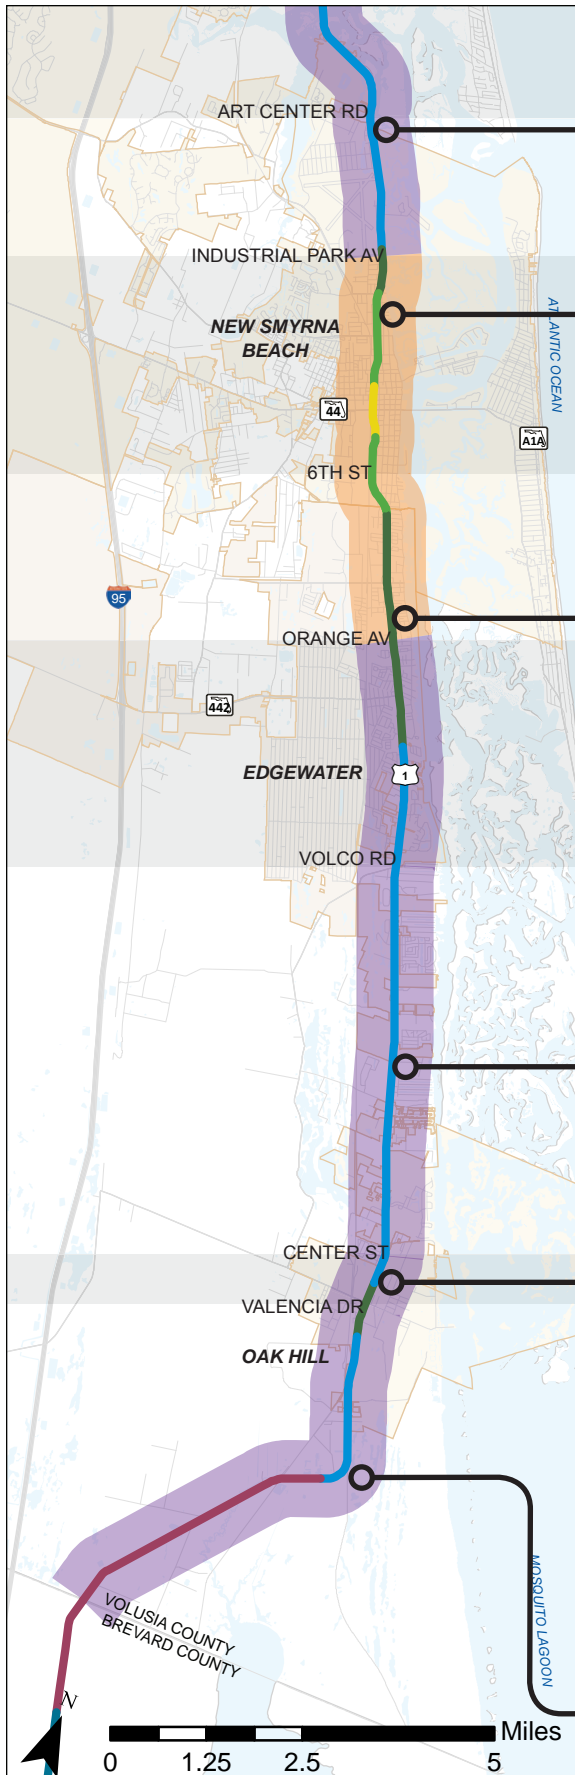 ART CENTER RD
INDUSTRIAL PARK AV
NEW SMYRNA
BEACH
ATLANTIC OCEAN
44
A1A
6TH ST
95
ORANGE AV
442
EDGEWATER
1
VOLCO RD
CENTER ST
VALENCIA DR
OAK HILL
MOSQUITO LAGOON
VOLUSIA COUNTY
BREVARD COUNTY
N
Miles
0 1.25 2.5 5